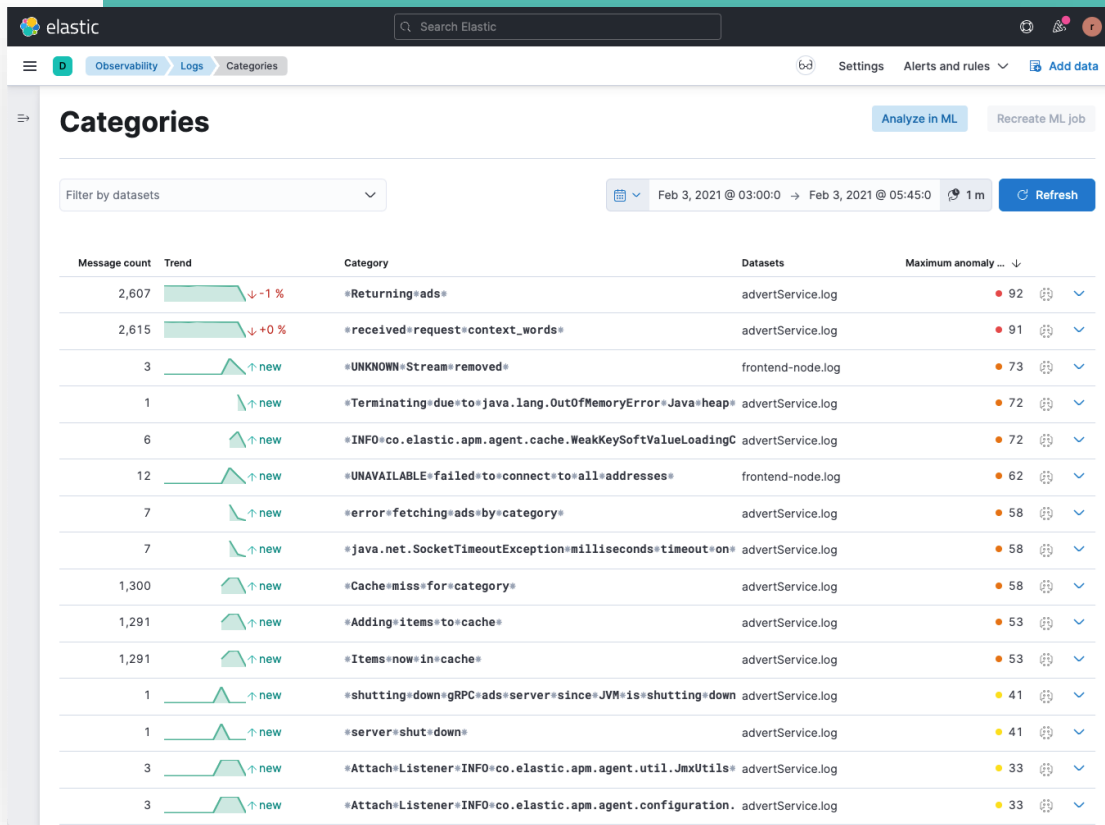 elastic
Search Elastic
r
D
Observability
Logs
Categories
Settings
Alerts and rules
Add data
Categories
Analyze in ML
Recreate ML job
Filter by datasets
Feb 3, 2021 @ 03:00:0 → Feb 3, 2021 @ 05:45:0
1 m
Refresh
Message count Trend Category Datasets Maximum anomaly ... ↓
2,607 ↓ -1 % *Returning*ads* advertService.log 92
2,615 ↓ +0 % *received*request*context_words* advertService.log 91
3 ↑ new *UNKNOWN*Stream*removed* frontend-node.log 73
1 ↑ new *Terminating*due*to*java.lang.OutOfMemoryError*Java*heap* advertService.log 72
6 ↑ new *INFO*co.elastic.apm.agent.cache.WeakKeySoftValueLoadingC advertService.log 72
12 ↑ new *UNAVAILABLE*failed*to*connect*to*all*addresses* frontend-node.log 62
7 ↑ new *error*fetching*ads*by*category* advertService.log 58
7 ↑ new *java.net.SocketTimeoutException*milliseconds*timeout*on* advertService.log 58
1,300 ↑ new *Cache*miss*for*category* advertService.log 58
1,291 ↑ new *Adding*items*to*cache* advertService.log 53
1,291 ↑ new *Items*now*in*cache* advertService.log 53
1 ↑ new *shutting*down*gRPC*ads*server*since*JVM*is*shutting*down advertService.log 41
1 ↑ new *server*shut*down* advertService.log 41
3 ↑ new *Attach*Listener*INFO*co.elastic.apm.agent.util.JmxUtils* advertService.log 33
3 ↑ new *Attach*Listener*INFO*co.elastic.apm.agent.configuration. advertService.log 33